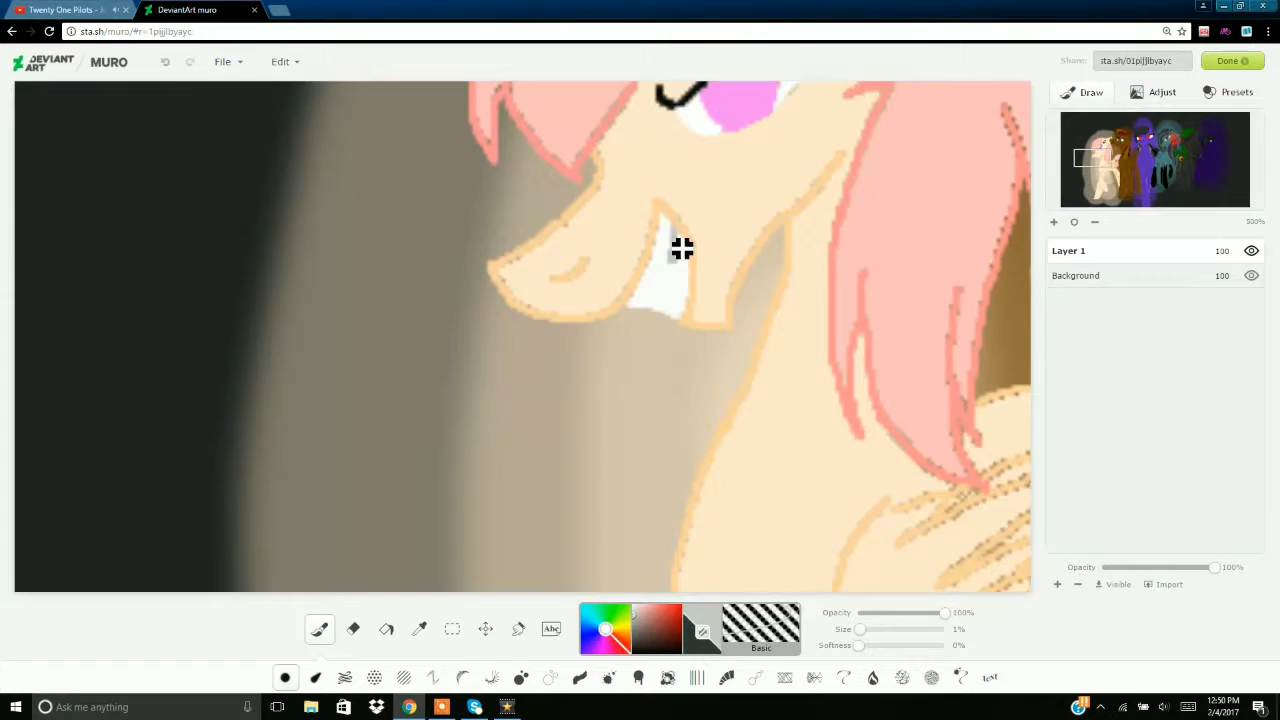 Twenty One Pilots - J
DeviantArt muro
sta.sh/muro/#r=1pijjlbyayc
DEVIANT ART MURO File Edit Share: sta.sh/01pijjlbyayc Done
Draw Adjust Presets
500%
Layer 1 100
Background 100
Opacity 100%
Visible Import
Abc
Basic
Opacity 100%
Size 1%
Softness 0%
text
Ask me anything
12:50 PM
2/4/2017